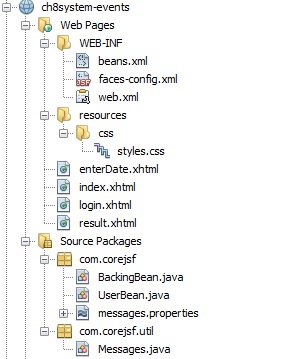 ch8system-events
Web Pages
WEB-INF
beans.xml
faces-config.xml
web.xml
resources
css
styles.css
enterDate.xhtml
index.xhtml
login.xhtml
result.xhtml
Source Packages
com.corejsf
BackingBean.java
UserBean.java
messages.properties
com.corejsf.util
Messages.java